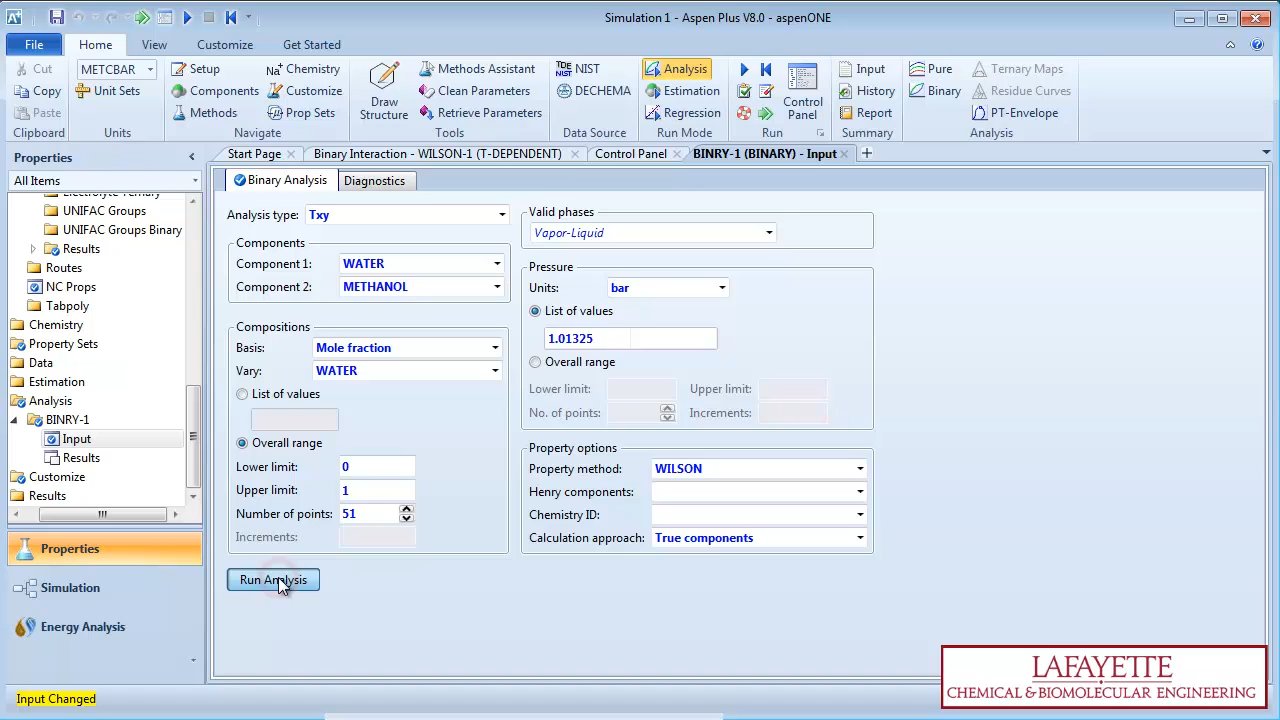 Simulation 1 - Aspen Plus V8.0 - aspenONE
File
Home
View
Customize
Get Started
Cut
Copy
Paste
Clipboard
METCBAR
Unit Sets
Units
Setup
Components
Methods
Chemistry
Customize
Prop Sets
Navigate
Draw
Structure
Methods Assistant
Clean Parameters
Retrieve Parameters
Tools
NIST
DECHEMA
Data Source
Analysis
Estimation
Regression
Run Mode
Control
Panel
Run
Input
History
Report
Summary
Pure
Binary
Ternary Maps
Residue Curves
PT-Envelope
Analysis
Properties
All Items
Electrolyte Ternary
UNIFAC Groups
UNIFAC Groups Binary
Results
Routes
NC Props
Tabpoly
Chemistry
Property Sets
Data
Estimation
Analysis
BINRY-1
Input
Results
Customize
Results
Properties
Simulation
Energy Analysis
Input Changed
Start Page
Binary Interaction - WILSON-1 (T-DEPENDENT)
Control Panel
BINRY-1 (BINARY) - Input
Binary Analysis
Diagnostics
Analysis type: Txy
Components
Component 1: WATER
Component 2: METHANOL
Compositions
Basis: Mole fraction
Vary: WATER
List of values
Overall range
Lower limit: 0
Upper limit: 1
Number of points: 51
Increments:
Run Analysis
Valid phases
Vapor-Liquid
Pressure
Units: bar
List of values
1.01325
Overall range
Lower limit: Upper limit:
No. of points: Increments:
Property options
Property method: WILSON
Henry components:
Chemistry ID:
Calculation approach: True components
LAFAYETTE
CHEMICAL & BIOMOLECULAR ENGINEERING